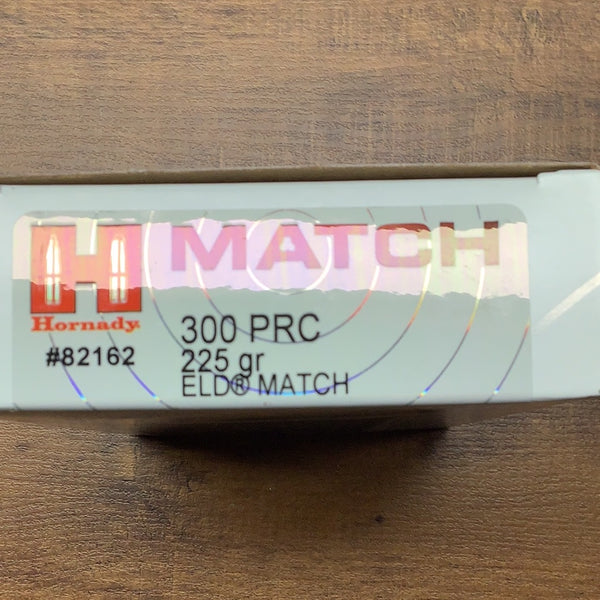 H MATCH
Hornady
#82162
300 PRC
225 gr
ELD® MATCH